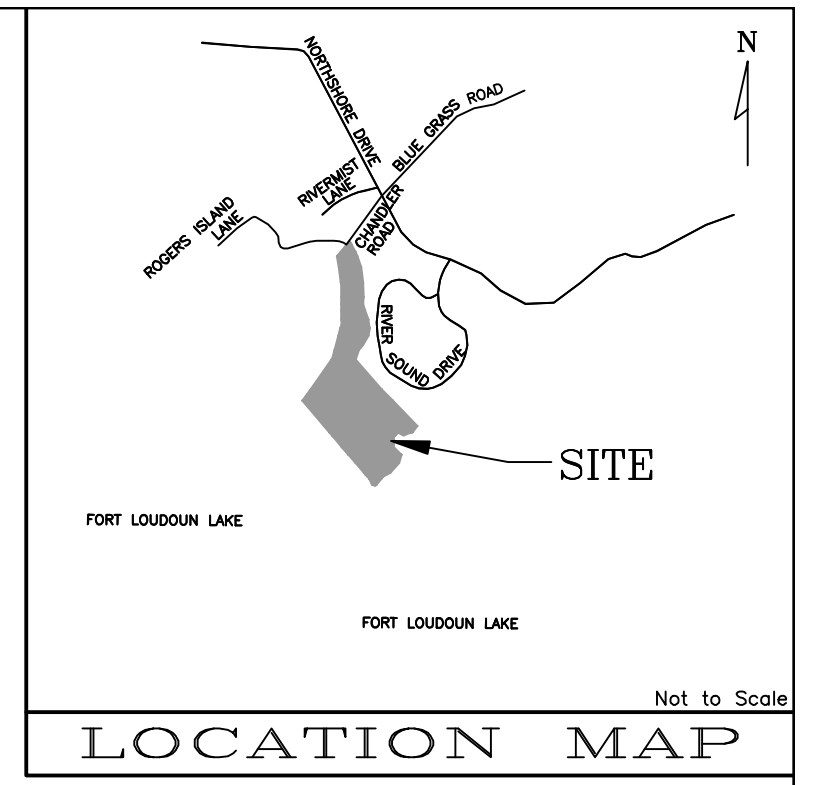 N
NORTHSHORE DRIVE
BLUE GRASS ROAD
RIVERMIST
LANE
CHANDLER
ROAD
ROGERS ISLAND
LANE
RIVER SOUND DRIVE
SITE
FORT LOUDOUN LAKE
FORT LOUDOUN LAKE
Not to Scale
LOCATION MAP